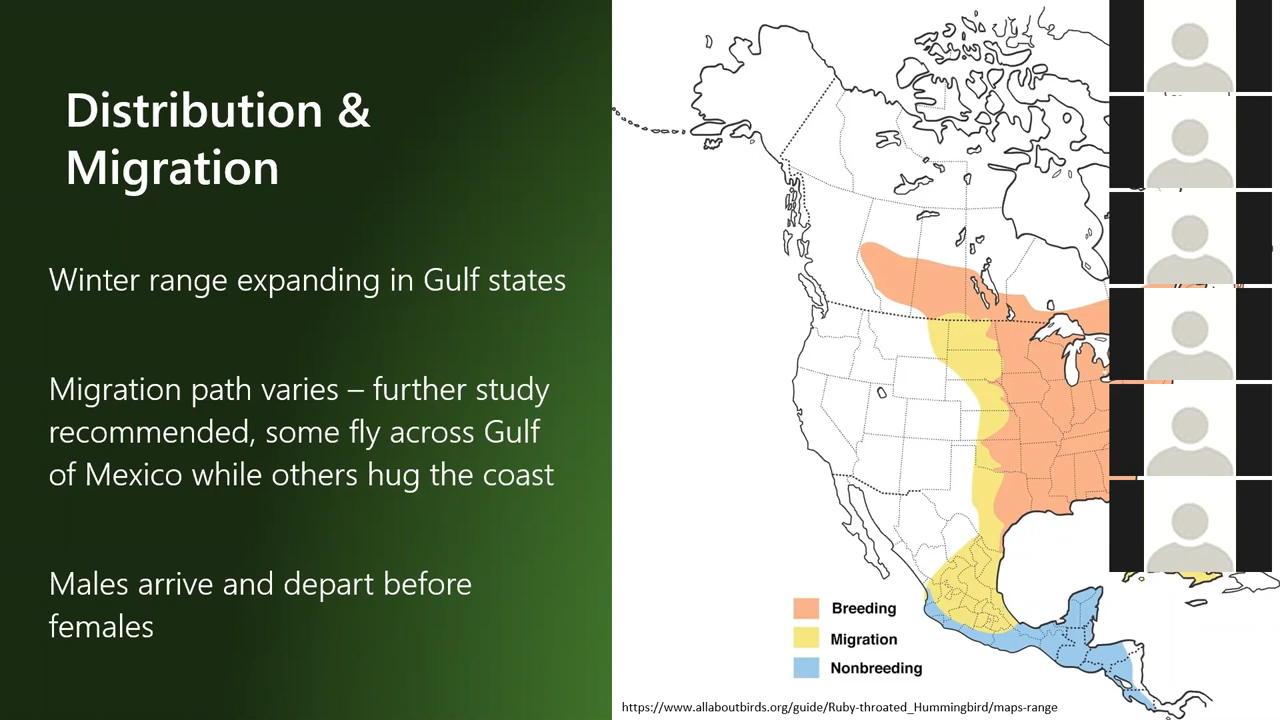 Distribution &
Migration
Winter range expanding in Gulf states
Migration path varies – further study
recommended, some fly across Gulf
of Mexico while others hug the coast
Males arrive and depart before
females
Breeding
Migration
Nonbreeding
https://www.allaboutbirds.org/guide/Ruby-throated_Hummingbird/maps-range